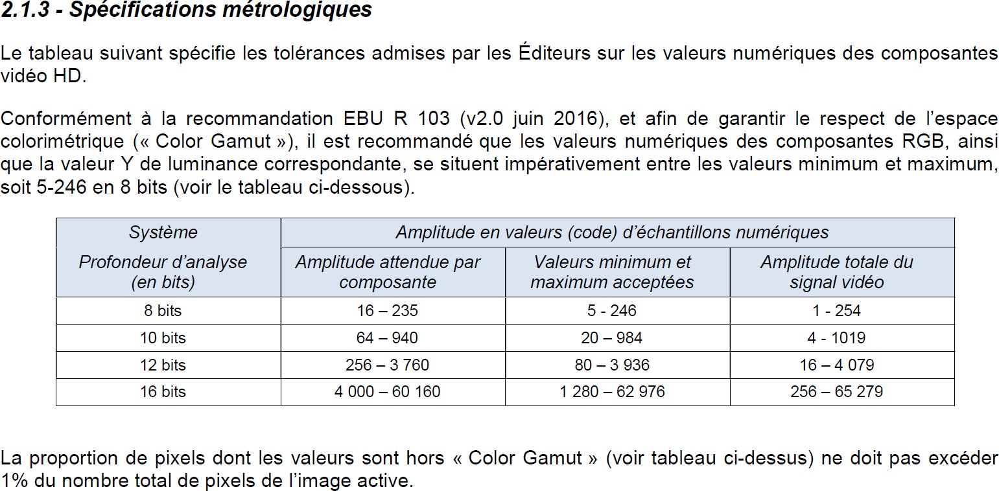 2.1.3 - Spécifications métrologiques
Le tableau suivant spécifie les tolérances admises par les Éditeurs sur les valeurs numériques des composantes
vidéo HD.
Conformément à la recommandation EBU R 103 (v2.0 juin 2016), et afin de garantir le respect de l’espace
colorimétrique (« Color Gamut »), il est recommandé que les valeurs numériques des composantes RGB, ainsi
que la valeur Y de luminance correspondante, se situent impérativement entre les valeurs minimum et maximum,
soit 5-246 en 8 bits (voir le tableau ci-dessous).
Système Amplitude en valeurs (code) d’échantillons numériques
Profondeur d’analyse Amplitude attendue par Valeurs minimum et Amplitude totale du
(en bits) composante maximum acceptées signal vidéo
8 bits 16 – 235 5 - 246 1 - 254
10 bits 64 – 940 20 – 984 4 - 1019
12 bits 256 – 3 760 80 – 3 936 16 – 4 079
16 bits 4 000 – 60 160 1 280 – 62 976 256 – 65 279
La proportion de pixels dont les valeurs sont hors « Color Gamut » (voir tableau ci-dessus) ne doit pas excéder
1% du nombre total de pixels de l’image active.